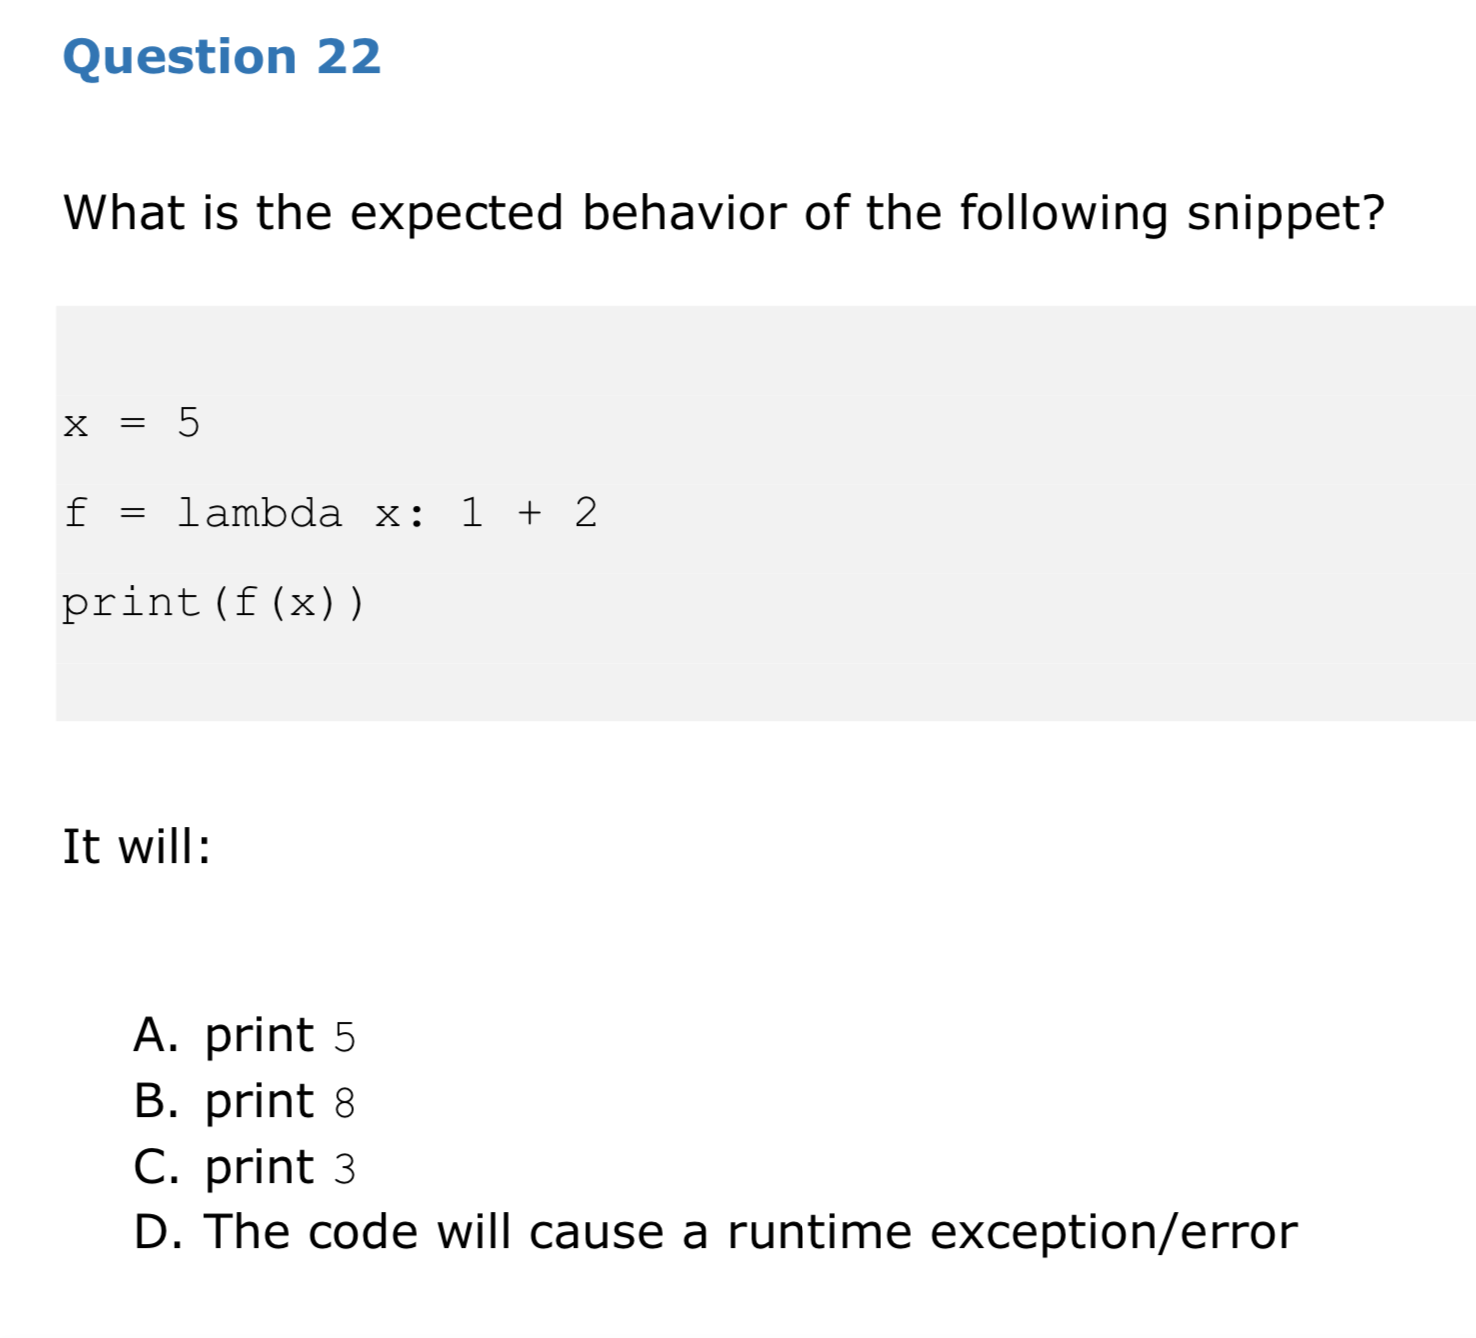 Question 22
What is the expected behavior of the following snippet?
x = 5
f = lambda x: 1 + 2
print(f(x))
It will:
A. print 5
B. print 8
C. print 3
D. The code will cause a runtime exception/error